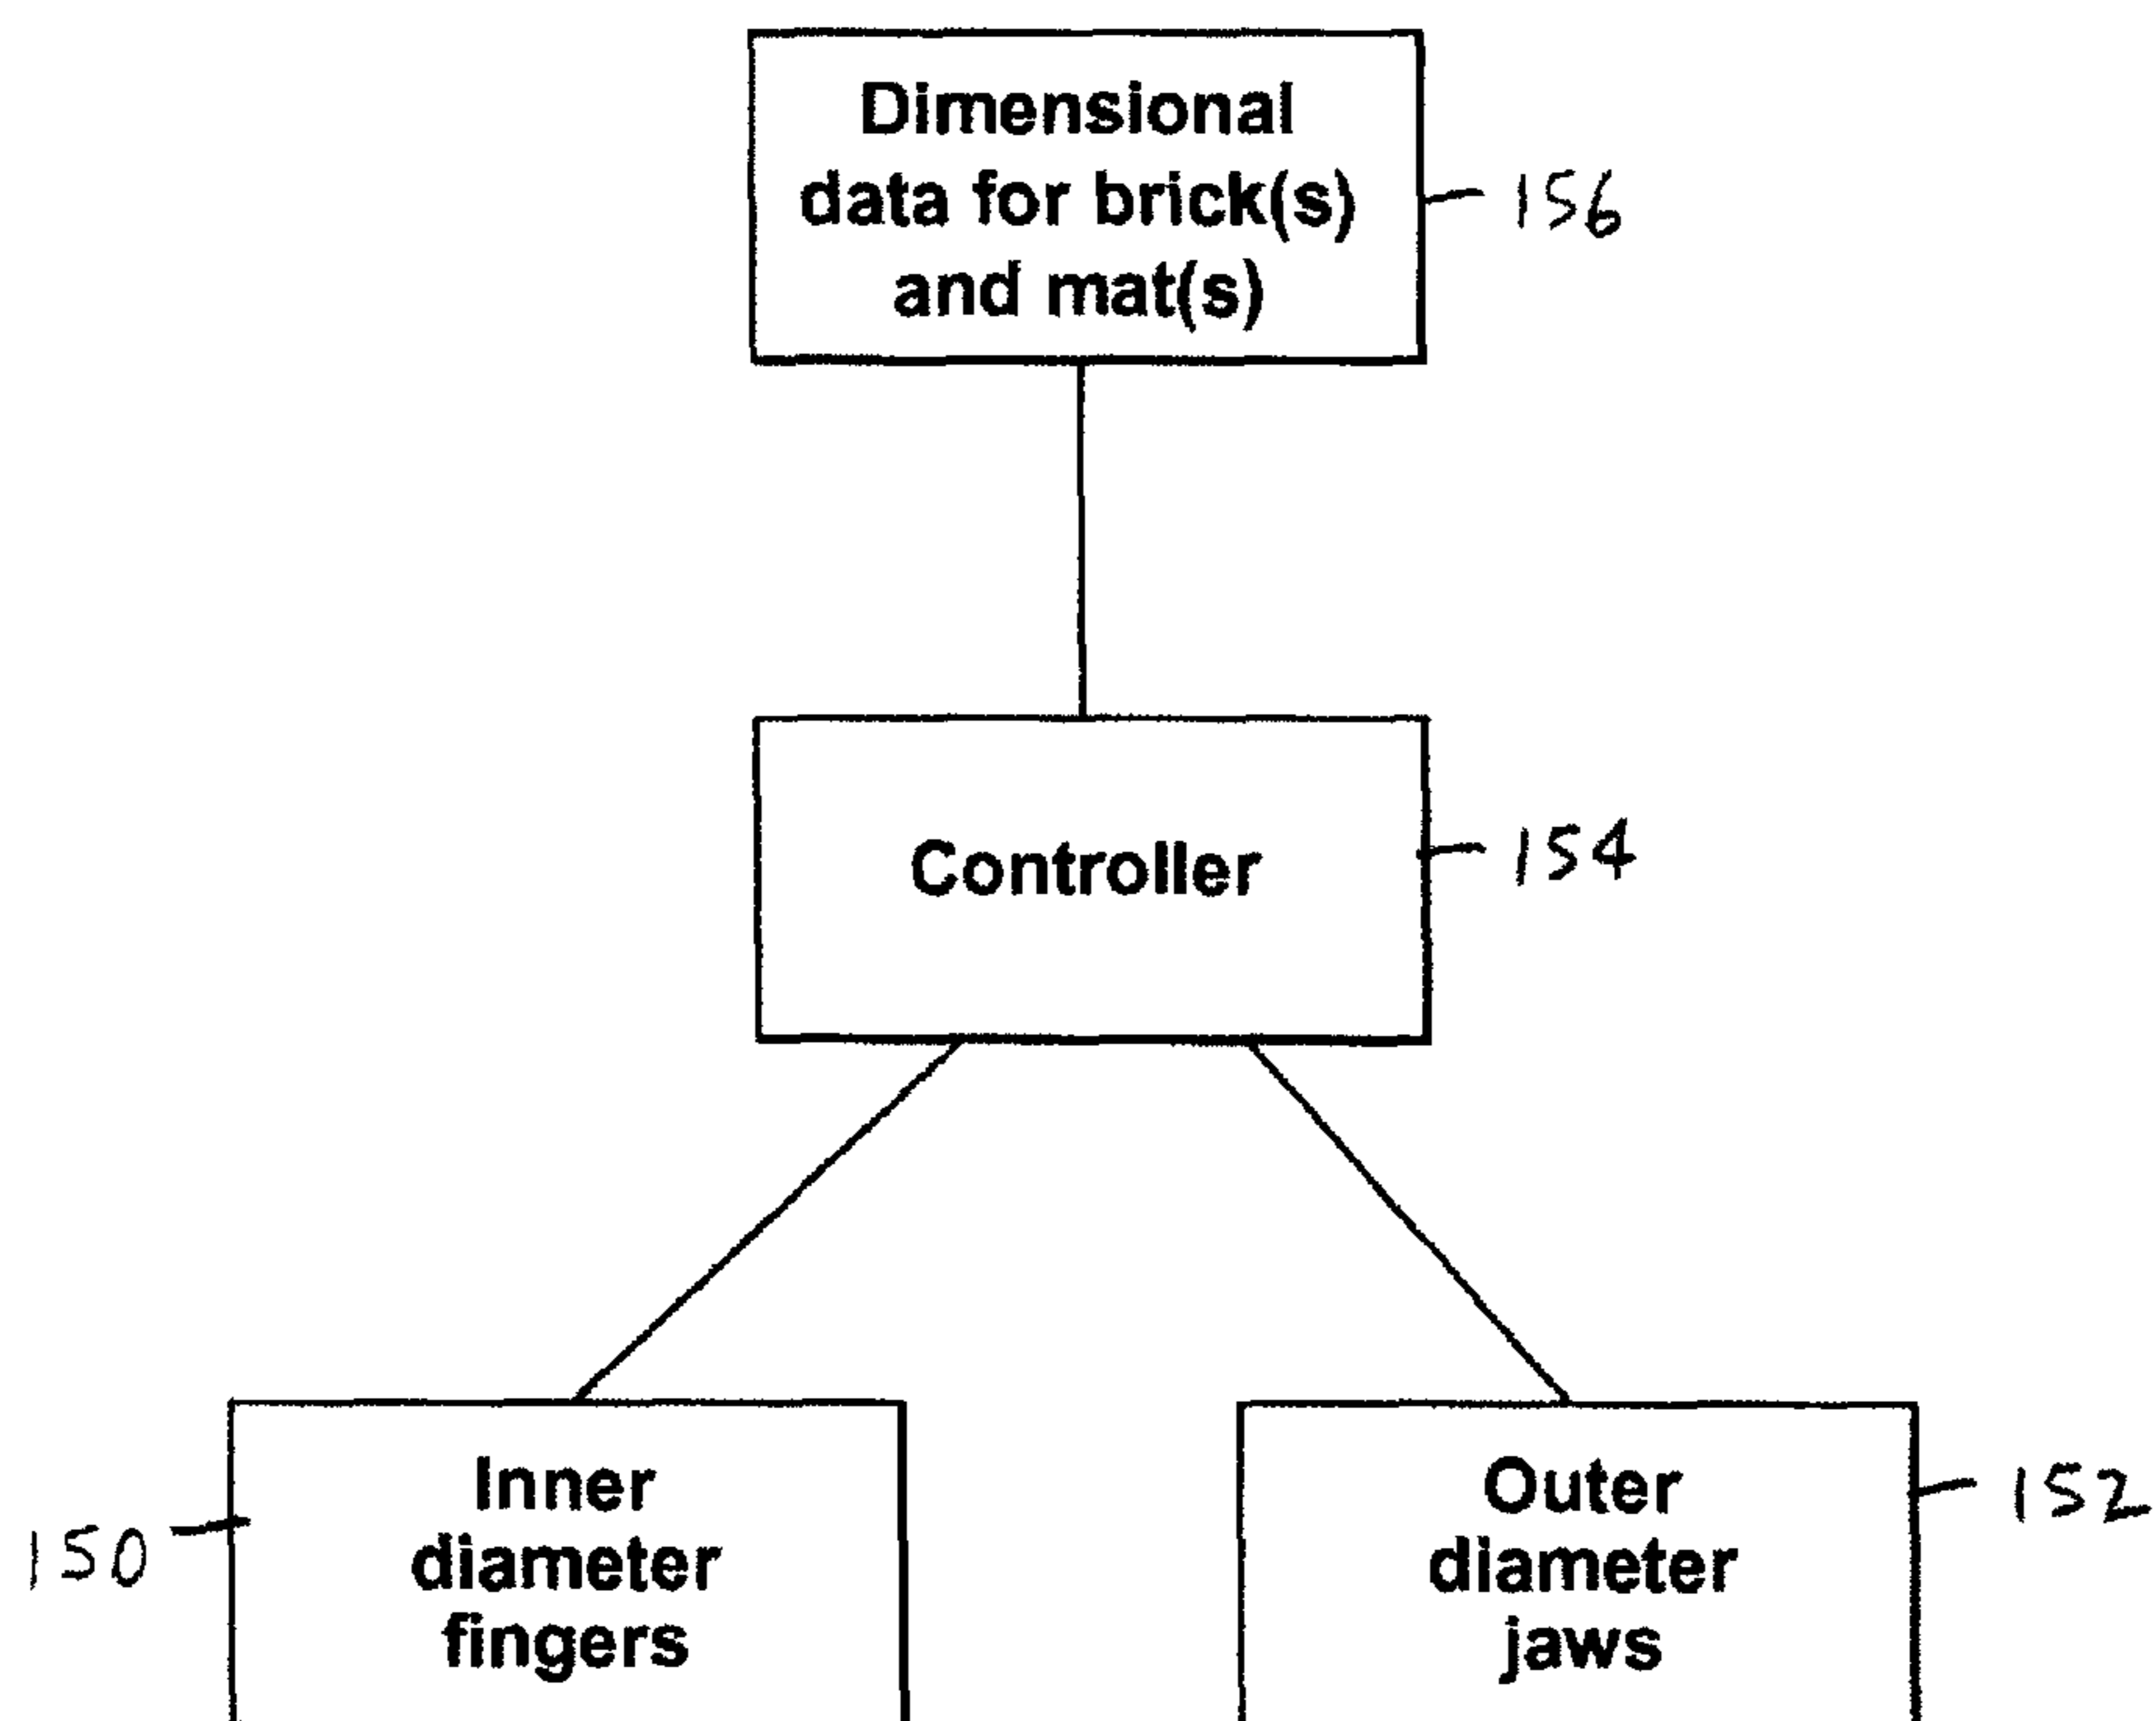 Dimensional
data for brick(s)
and mat(s)
156
Controller
154
Inner
diameter
fingers
150
Outer
diameter
jaws
152